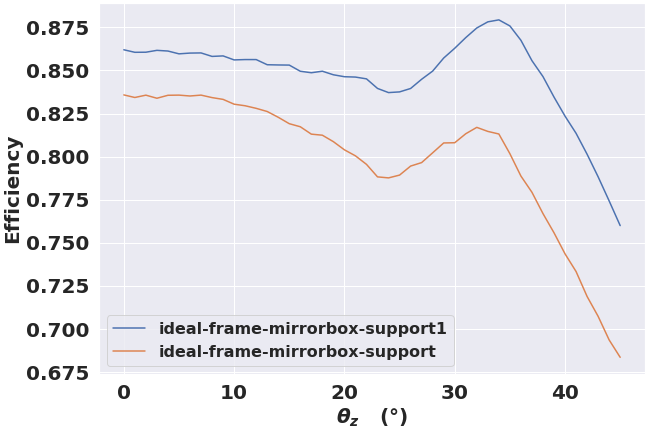 0.875
0.850
0.825
0.800
0.775
0.750
0.725
0.700
0.675
Efficiency
ideal-frame-mirrorbox-support1
ideal-frame-mirrorbox-support
0 10 20 30 40
θz (°)